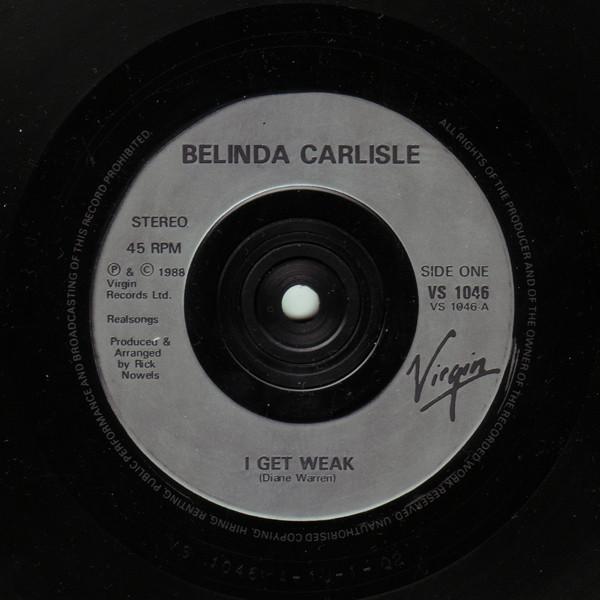 BELINDA CARLISLE
STEREO
45 RPM
Ⓟ & © 1988
Virgin
Records Ltd.
Realsongs
Produced &
Arranged
by Rick
Nowels
SIDE ONE
VS 1046
VS 1046-A
Virgin
I GET WEAK
(Diane Warren)
ALL RIGHTS OF THE PRODUCER AND OF THE OWNER OF THE RECORDED WORK RESERVED. UNAUTHORISED COPYING, HIRING, RENTING, PUBLIC PERFORMANCE AND BROADCASTING OF THIS RECORD PROHIBITED.